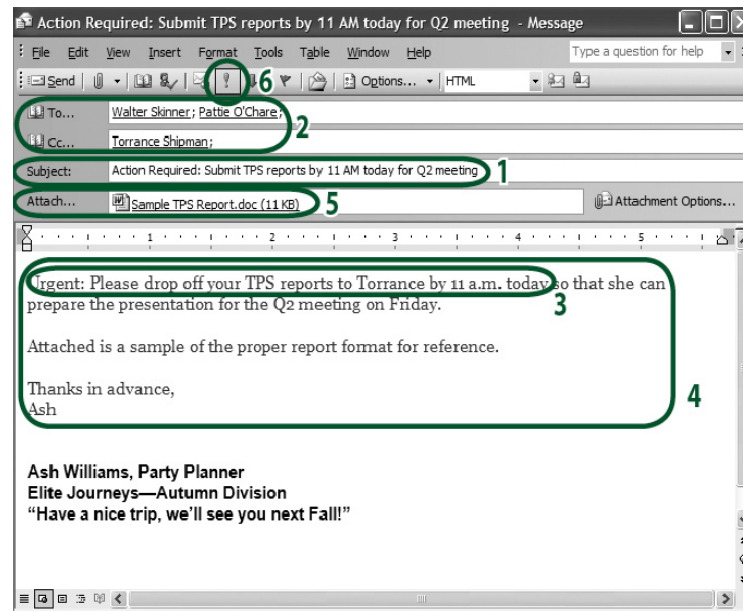 Action Required: Submit TPS reports by 11 AM today for Q2 meeting - Message
File Edit View Insert Format Tools Table Window Help Type a question for help
Send Options... HTML
6
To... Walter Skinner; Pattie O'Chare;
2
Cc... Torrance Shipman;
Subject: Action Required: Submit TPS reports by 11 AM today for Q2 meeting 1
Attach... Sample TPS Report.doc (11 KB) 5 Attachment Options...
1 2 3 4 5
Urgent: Please drop off your TPS reports to Torrance by 11 a.m. today so that she can
prepare the presentation for the Q2 meeting on Friday. 3
Attached is a sample of the proper report format for reference.
Thanks in advance,
4
Ash
Ash Williams, Party Planner
Elite Journeys—Autumn Division
“Have a nice trip, we’ll see you next Fall!”